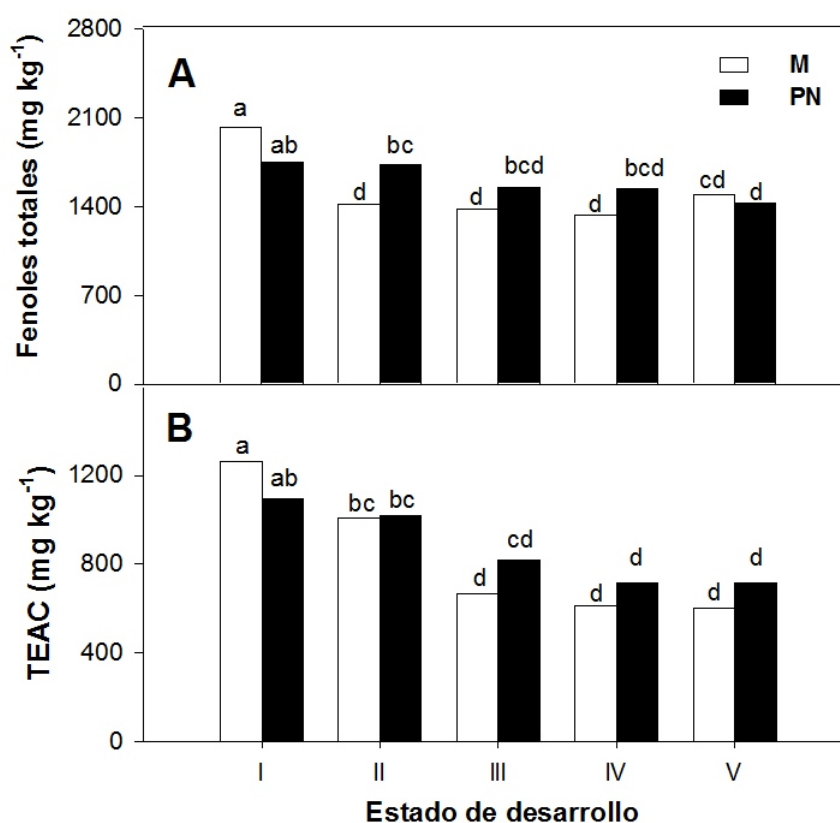 2800
A
M
PN
2100
a
ab
bc
bcd
bcd
cd
d
d
d
d
1400
700
0
Fenoles totales (mg kg-1)
B
a
ab
bc
bc
cd
d
d
d
d
d
1200
800
400
0
TEAC (mg kg-1)
I
II
III
IV
V
Estado de desarrollo